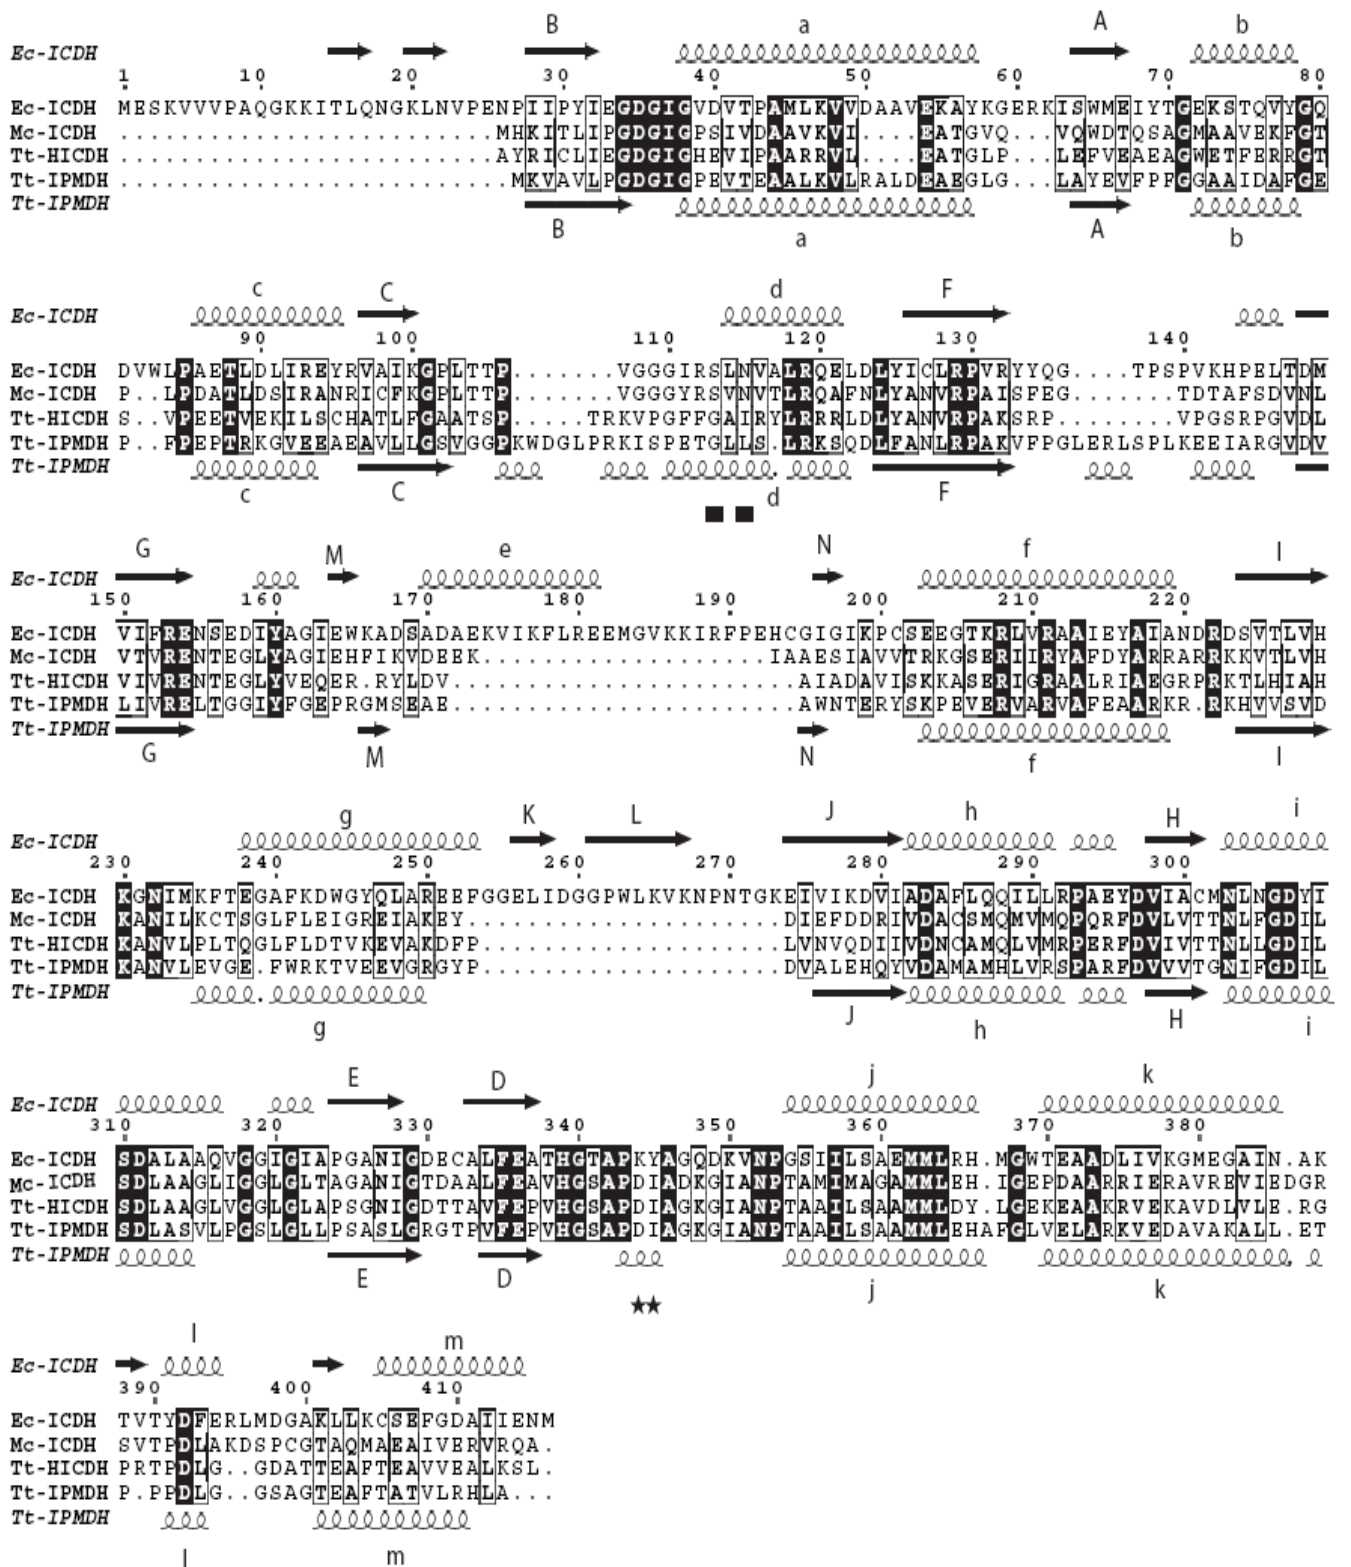 B a A b
Ec-ICDH
1 10 20 30 40 50 60 70 80
Ec-ICDH MESKVVVPAQGKKITLQNGKLNVPENPIIPYIEGDGIGVDVTPAMLKVVDAAVEKAYKGERKISWMEIYTGEKSTQVYGQ
Mc-ICDH .........................MHKITLIPGDGIGPSIVDAAVKVI....EATGVQ...VQWDTQSAGMAAVEKFGT
Tt-HICDH .........................AYRICLIEGDGIGHEVIPAARRVL....EATGLP...LEFVEAEAGWETFERRGT
Tt-IPMDH ..........................MKVAVLPGDGIGPEVTEAALKVLRALDEAEGLG...LAYEVFPFGGAAIDAFGE
Tt-IPMDH
B a A b
c C d F
Ec-ICDH
90 100 110 120 130 140
Ec-ICDH DVWLPAETLDLIREYRVAIKGPLTTP.......VGGGIRSLNVALRQELDLYICLRPVRYYQG....TPSPVKHPELTDM
Mc-ICDH P..LPDATLDSIRANRICFKGPLTTP.......VGGGYRSVNVTLRQAFNLYANVRPAISFEG.......TDTAFSDVNL
Tt-HICDH S..VPEETVEKILSCHATLFGAATSP.....TRKVPGFFGAIRYLRRRLDLYANVRPAKSRP........VPGSRPGVDL
Tt-IPMDH P..FPEPTRKGVEEAEAVLLGSVGGPKWDGLPRKISPETGLLS.LRKSQDLFANLRPAKVFPGLERLSPLKEEIARGVDV
Tt-IPMDH
c C d F
G M e N f I
Ec-ICDH
150 160 170 180 190 200 210 220
Ec-ICDH VIFRENSEDIYAGIEWKADSADAEKVIKFLREEMGVKKIRFPEHCGIGIKPCSEEGTKRLVRAAIEYAIANDRDSVTLVH
Mc-ICDH VTVRENTEGLYAGIEHFIKVDEEK...................IAAESIAVVTRKGSERIIRYAFDYARRARRKKVTLVH
Tt-HICDH VIVRENTEGLYVEQER.RYLDV.......................AIADAVISKKASERIGRAALRIAEGRPRKTLHIAH
Tt-IPMDH LIVRELTGGIYFGEPRGMSEAE.......................AWNTERYSKPEVERVARVAFEAARKR.RKHVVSVD
Tt-IPMDH
G M N f I
g K L J h H i
Ec-ICDH
230 240 250 260 270 280 290 300
Ec-ICDH KGNIMKFTEGAFKDWGYQLAREEFGGELIDGGPWLKVKNPNTGKEIVIKDVIADAFLQQILLRPAEYDVIACMNLNGDYI
Mc-ICDH KANILKCTSGLFLEIGREIAKEY.....................DIEFDDRIVDACSMQMVMQPQRFDVLVTTNLFGDIL
Tt-HICDH KANVLPLTQGLFLDTVKEVAKDFP....................LVNVQDIIVDNCAMQLVMRPERFDVIVTTNLLGDIL
Tt-IPMDH KANVLEVGE.FWRKTVEEVGRGYP....................DVALEHQYVDAMAMHLVRSPARFDVVVTGNIFGDIL
Tt-IPMDH
g J h H i
E D j k
Ec-ICDH
310 320 330 340 350 360 370 380
Ec-ICDH SDALAAQVGGIGIAPGANIGDECALFEATHGTAPKYAGQDKVNPGSIILSAEMMLRH.MGWTEAADLIVKGMEGAIN.AK
Mc-ICDH SDLAAGLIGGLGLTAGANIGTDAALFEAVHGSAPDIADKGIANPTAMIMAGAMMLEH.IGEPDAARRIERAVREVIEDGR
Tt-HICDH SDLAAGLVGGLGLAPSGNIGDTTAVFEPVHGSAPDIAGKGIANPTAAILSAAMMLDY.LGEKEAAKRVEKAVDLVLE.RG
Tt-IPMDH SDLASVLPGSLGLLPSASLGRGTPVFEPVHGSAPDIAGKGIANPTAAILSAAMMLEHAFGLVELARKVEDAVAKALL.ET
Tt-IPMDH
E D j k
l m
Ec-ICDH
390 400 410
Ec-ICDH TVTYDFERLMDGAKLLKCSEFGDAIIENM
Mc-ICDH SVTPDLAKDSPCGTAQMAEAIVERVRQA.
Tt-HICDH PRTPDLG..GDATTEAFTEAVVEALKSL.
Tt-IPMDH P.PPDLG..GSAGTEAFTATVLRHLA...
Tt-IPMDH
l m